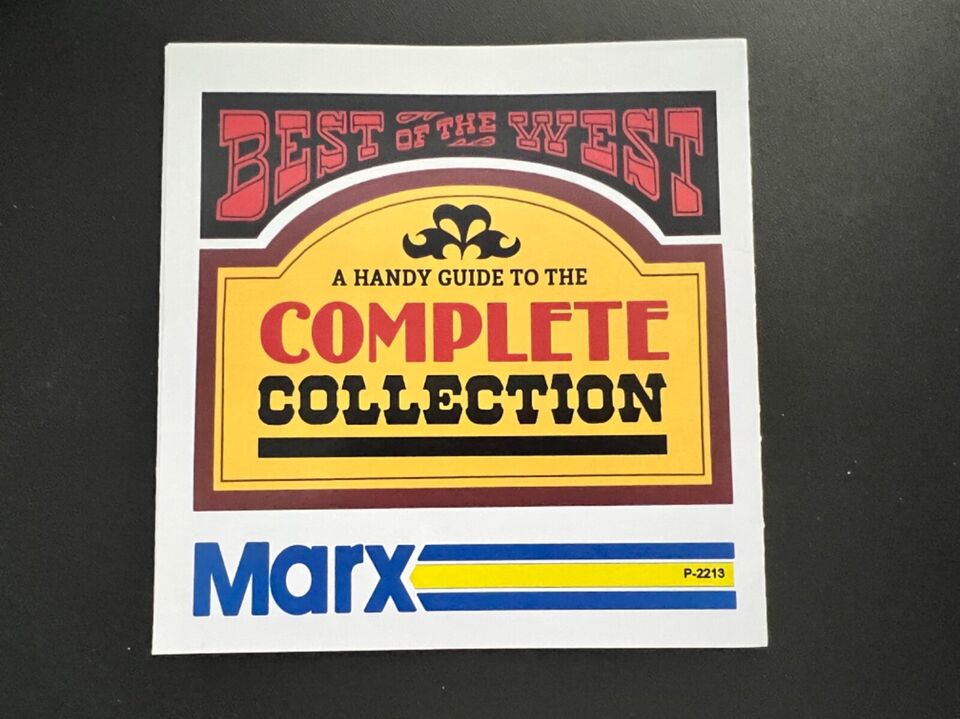 BEST OF THE WEST
A HANDY GUIDE TO THE
COMPLETE
COLLECTION
Marx
P-2213